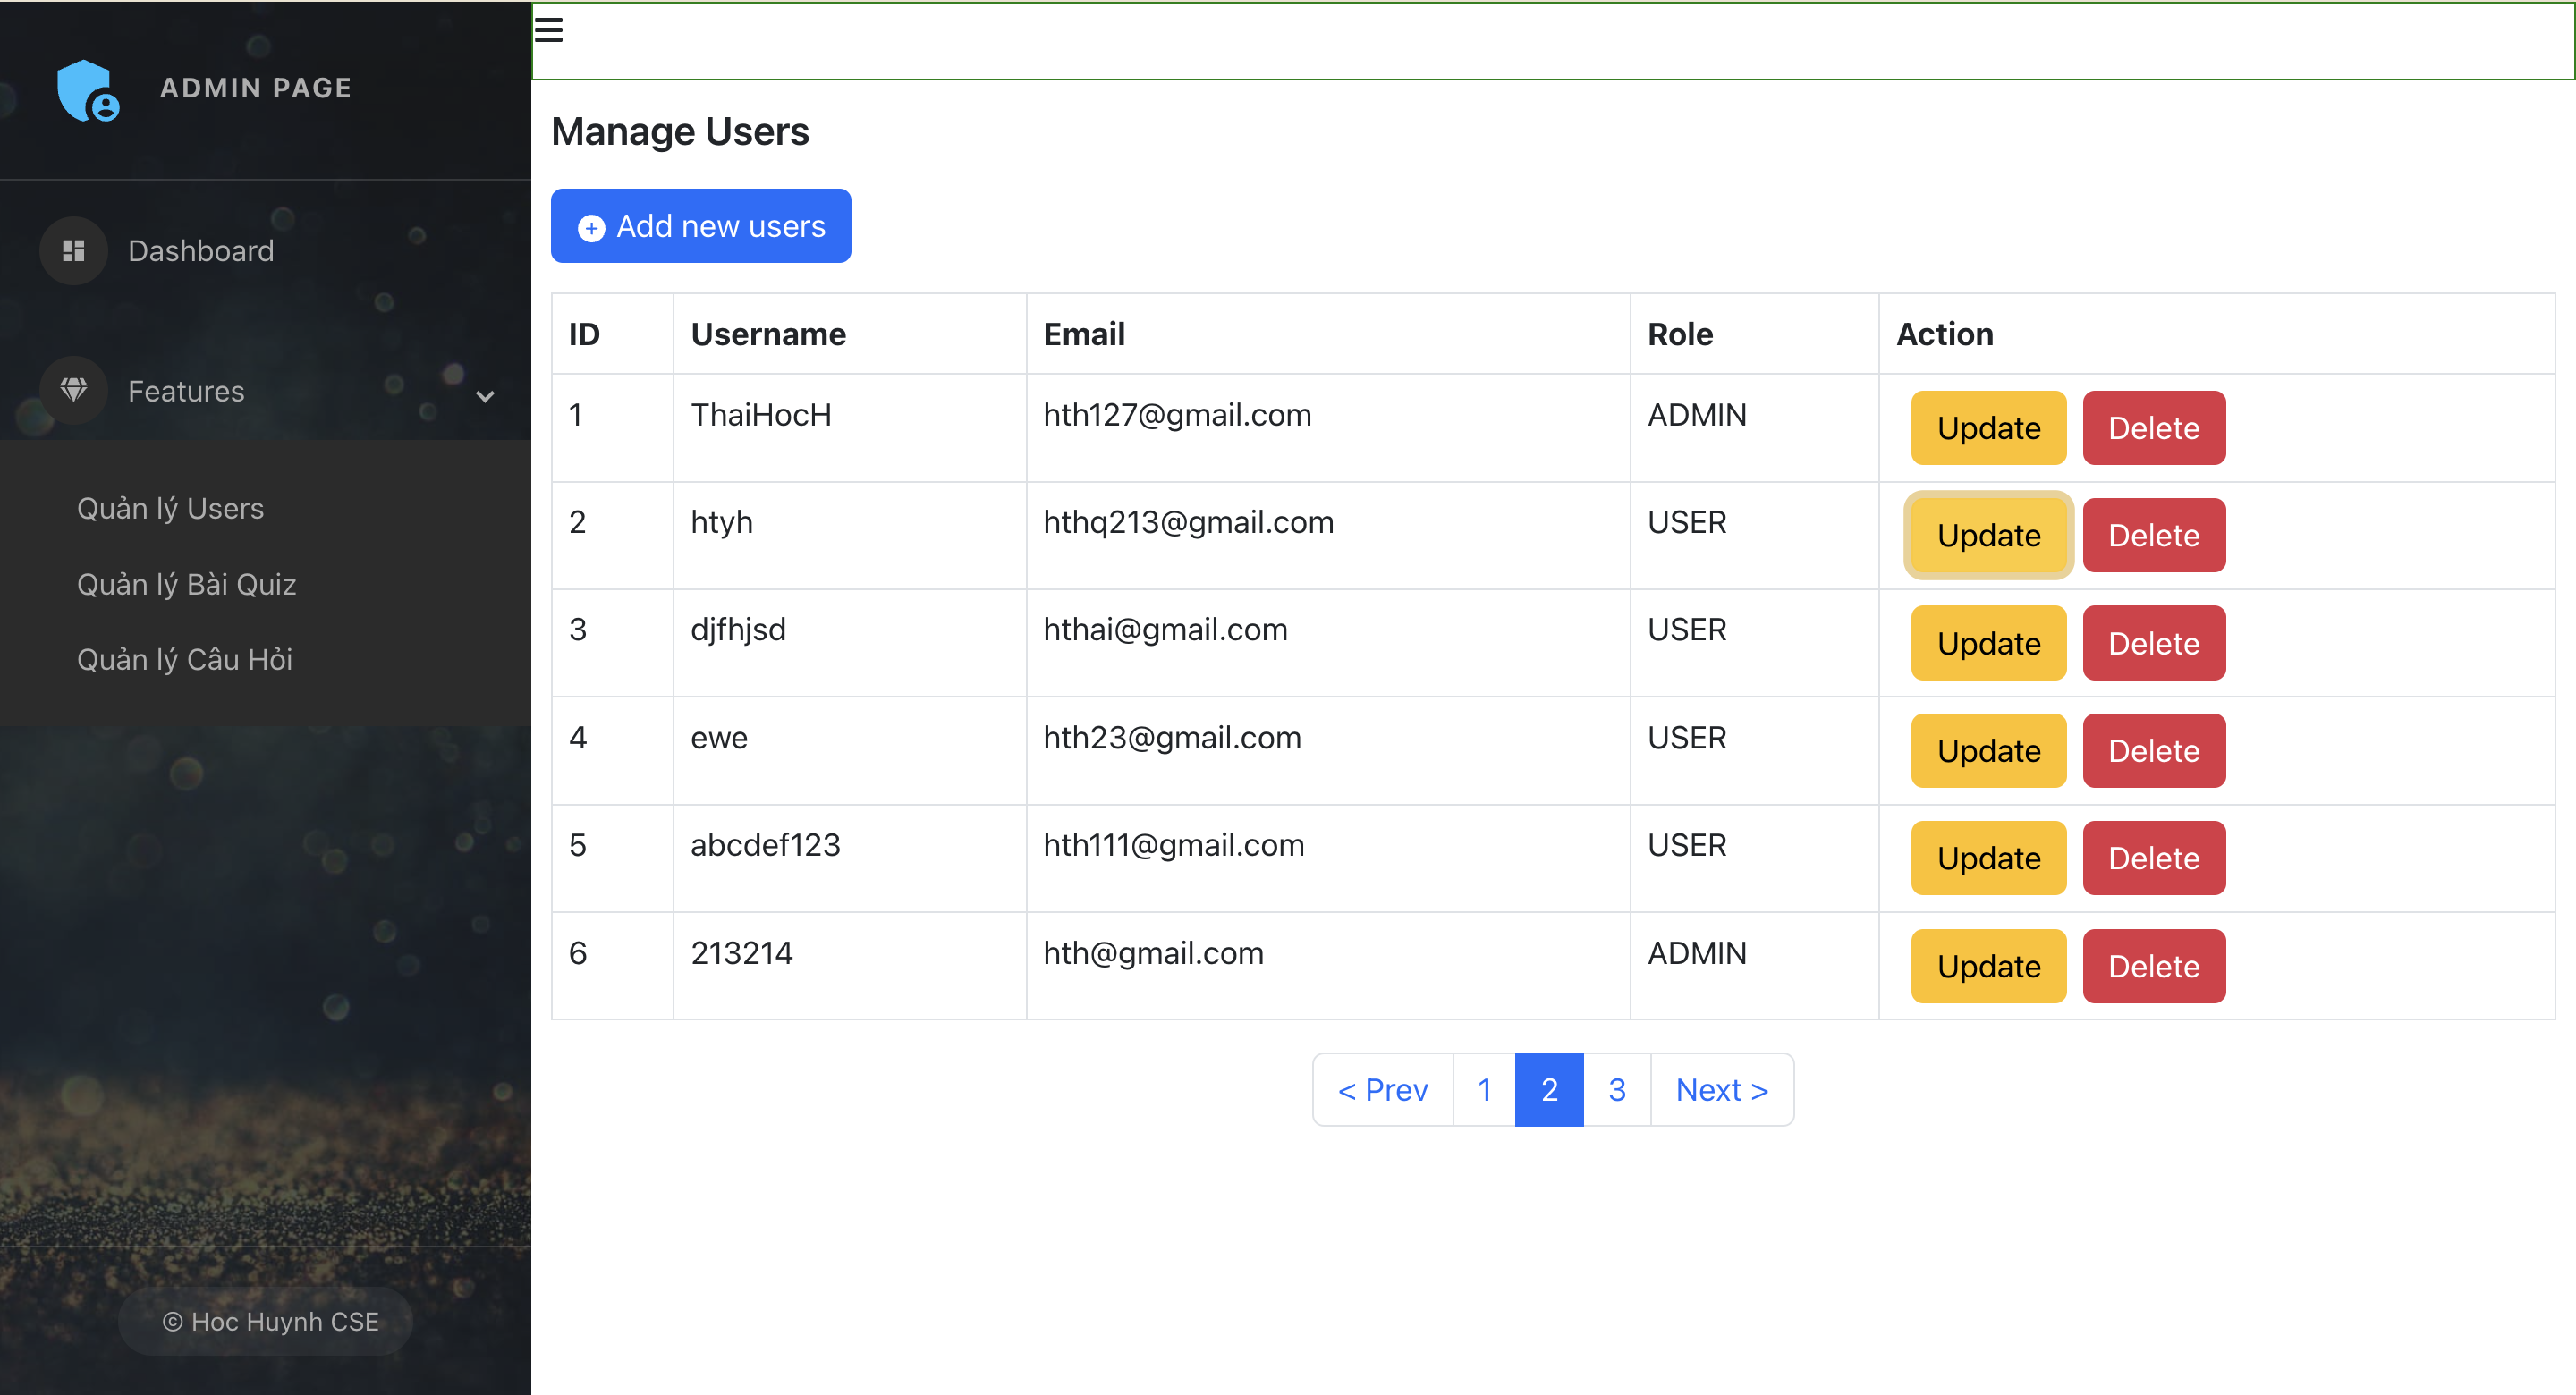 ADMIN PAGE
Dashboard
Features
Quản lý Users
Quản lý Bài Quiz
Quản lý Câu Hỏi
© Hoc Huynh CSE
Manage Users
Add new users
ID Username Email Role Action
1 ThaiHocH hth127@gmail.com ADMIN Update Delete
2 htyh hthq213@gmail.com USER Update Delete
3 djfhjsd hthai@gmail.com USER Update Delete
4 ewe hth23@gmail.com USER Update Delete
5 abcdef123 hth111@gmail.com USER Update Delete
6 213214 hth@gmail.com ADMIN Update Delete
< Prev 1 2 3 Next >